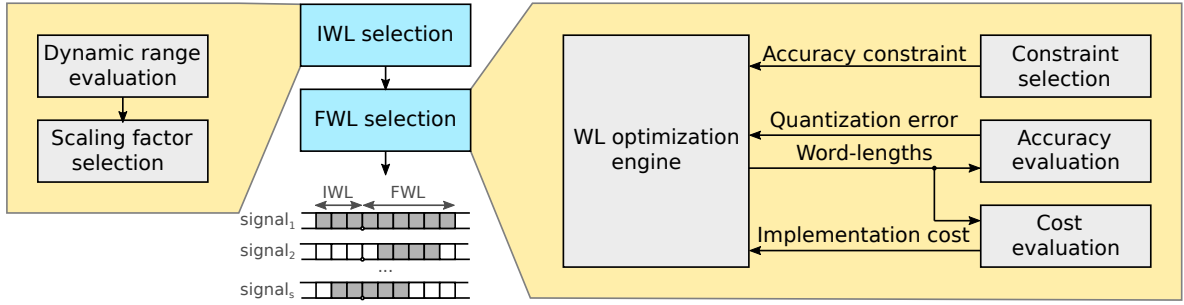 Dynamic range
evaluation
Scaling factor
selection
IWL selection
FWL selection
IWL
FWL
signal₁
signal₂
...
signalₛ
WL optimization
engine
Accuracy constraint
Quantization error
Word-lengths
Implementation cost
Constraint
selection
Accuracy
evaluation
Cost
evaluation